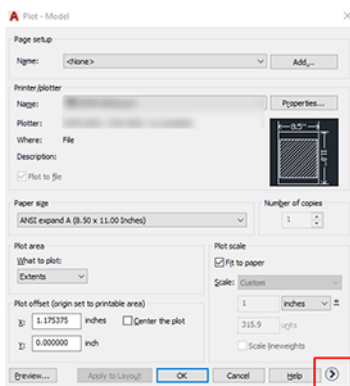 Plot - Model
Page setup
Name: <None> Add...
Printer/plotter
Name: Properties...
Plotter:
Where: File
Description:
Plot to file
8.5"
11.0"
Paper size
ANSI expand A (8.50 x 11.00 Inches)
Number of copies
1
Plot area
What to plot:
Extents
Plot scale
Fit to paper
Scale: Custom
1 inches =
315.9 units
Scale lineweights
Plot offset (origin set to printable area)
X: 1.175375 inches Center the plot
Y: 0.000000 inch
Preview... Apply to Layout OK Cancel Help